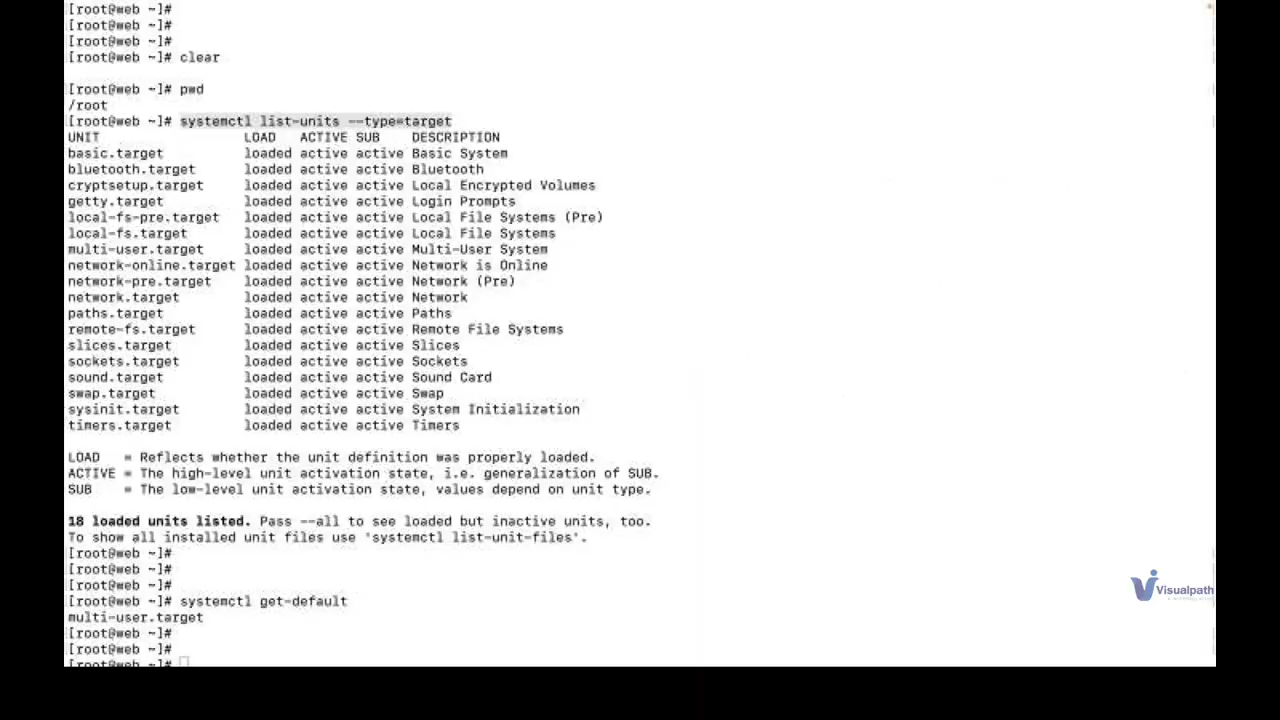 [root@web ~]#
[root@web ~]#
[root@web ~]#
[root@web ~]# clear
[root@web ~]# pwd
/root
[root@web ~]# systemctl list-units --type=target
UNIT LOAD ACTIVE SUB DESCRIPTION
basic.target loaded active active Basic System
bluetooth.target loaded active active Bluetooth
cryptsetup.target loaded active active Local Encrypted Volumes
getty.target loaded active active Login Prompts
local-fs-pre.target loaded active active Local File Systems (Pre)
local-fs.target loaded active active Local File Systems
multi-user.target loaded active active Multi-User System
network-online.target loaded active active Network is Online
network-pre.target loaded active active Network (Pre)
network.target loaded active active Network
paths.target loaded active active Paths
remote-fs.target loaded active active Remote File Systems
slices.target loaded active active Slices
sockets.target loaded active active Sockets
sound.target loaded active active Sound Card
swap.target loaded active active Swap
sysinit.target loaded active active System Initialization
timers.target loaded active active Timers
LOAD = Reflects whether the unit definition was properly loaded.
ACTIVE = The high-level unit activation state, i.e. generalization of SUB.
SUB = The low-level unit activation state, values depend on unit type.
18 loaded units listed. Pass --all to see loaded but inactive units, too.
To show all installed unit files use 'systemctl list-unit-files'.
[root@web ~]#
[root@web ~]#
[root@web ~]#
[root@web ~]# systemctl get-default
multi-user.target
[root@web ~]#
[root@web ~]#
[root@web ~]#
Visualpath